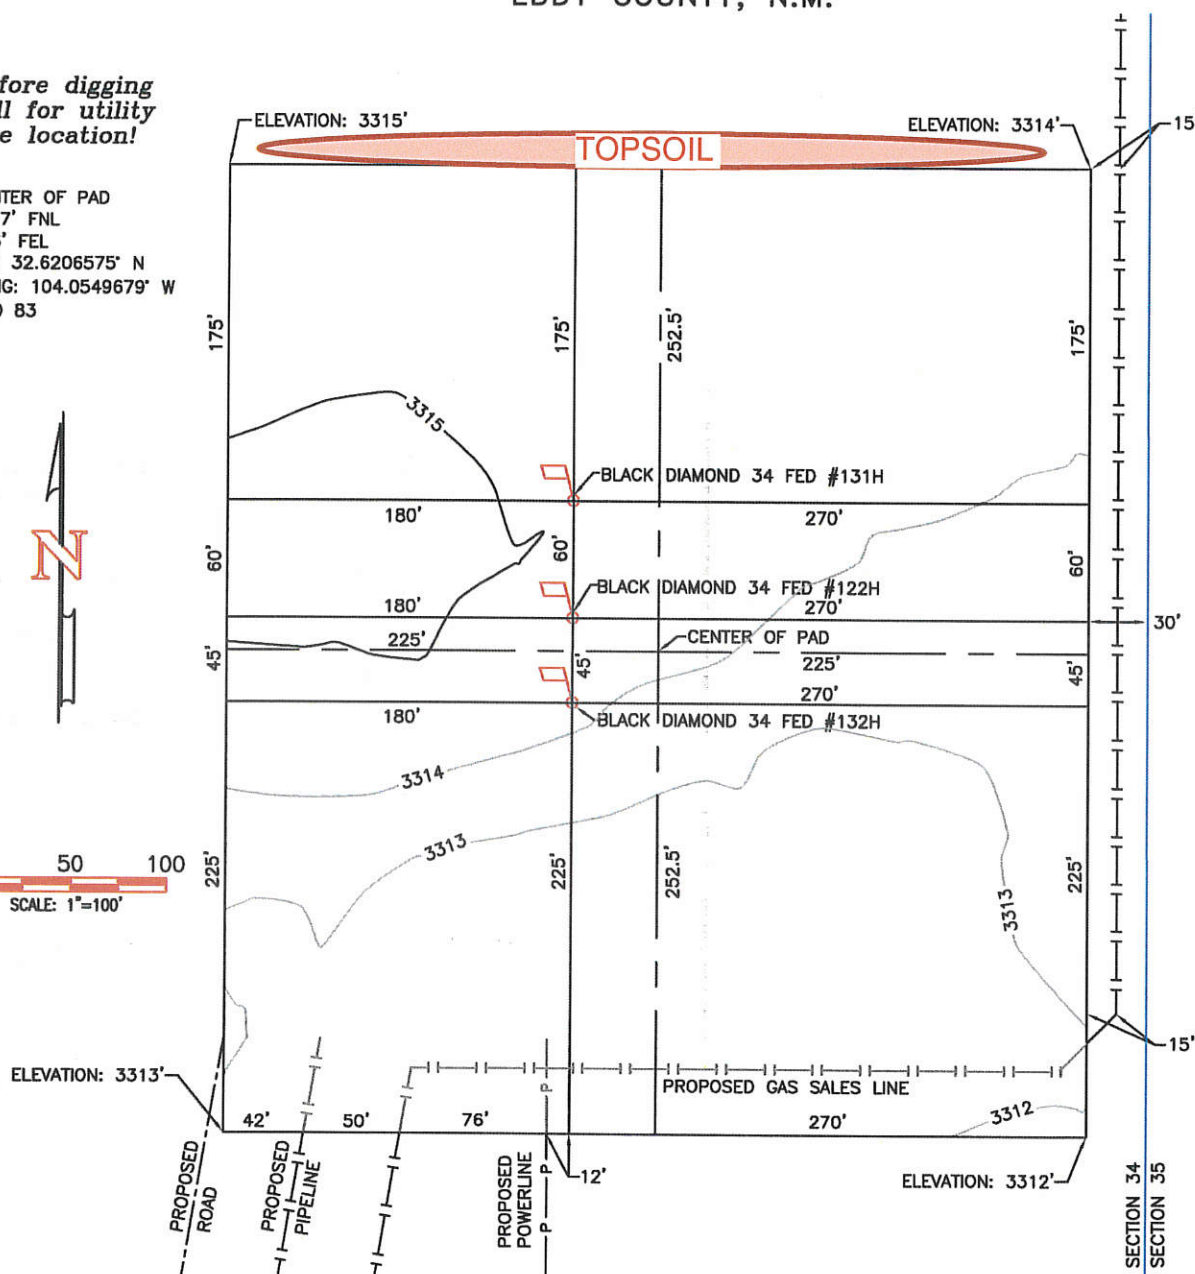 EDDY COUNTY, N.M.
fore digging
ll for utility
e location!
TER OF PAD
7' FNL
' FEL
32.6206575° N
G: 104.0549679° W
83
ELEVATION: 3315'
ELEVATION: 3314'
TOPSOIL
15
175'
175'
252.5'
175'
3315
BLACK DIAMOND 34 FED #131H
180'
270'
N
60'
60'
60'
BLACK DIAMOND 34 FED #122H
180'
270'
30'
225'
CENTER OF PAD
225'
45'
45'
45'
180'
270'
BLACK DIAMOND 34 FED #132H
3314
3313
50 100
SCALE: 1"=100'
225'
225'
252.5'
225'
3313
15'
ELEVATION: 3313'
PROPOSED GAS SALES LINE
P
42' 50' 76' 270'
3312
12'
ELEVATION: 3312'
PROPOSED
ROAD
PROPOSED
PIPELINE
PROPOSED
POWERLINE
P
P
SECTION 34
SECTION 35